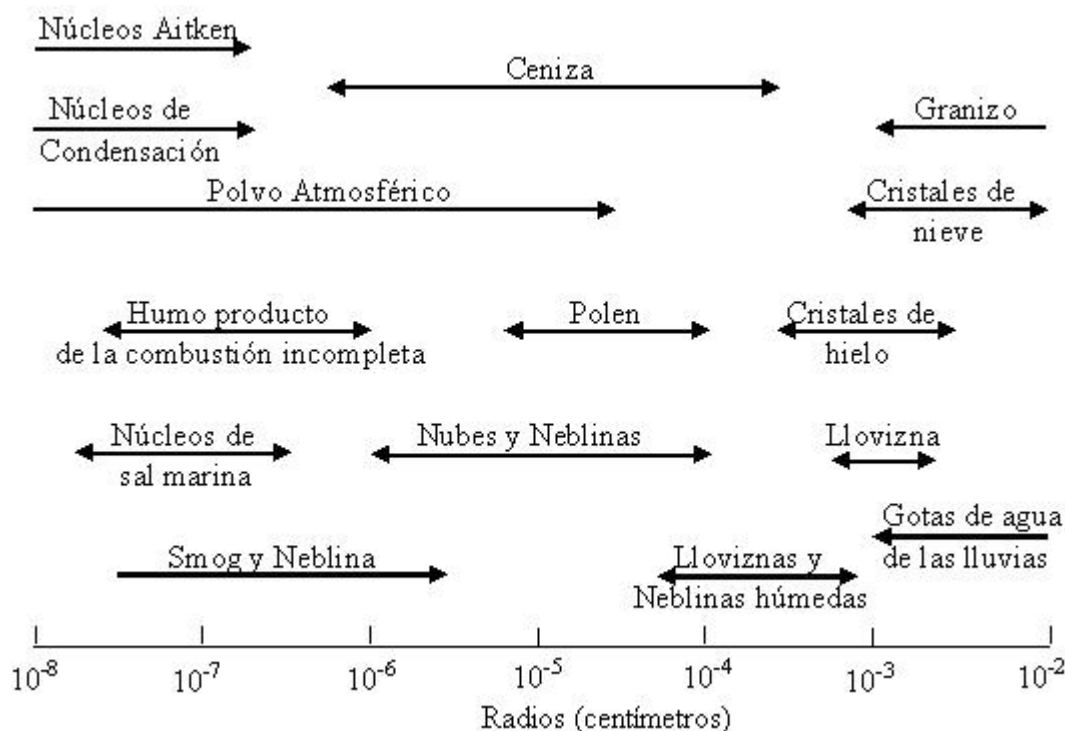 Núcleos Aitken
Ceniza
Núcleos de
Condensación
Granizo
Polvo Atmosférico
Cristales de
nieve
Humo producto
de la combustión incompleta
Polen
Cristales de
hielo
Núcleos de
sal marina
Nubes y Neblinas
Llovizna
Gotas de agua
de las lluvias
Smog y Neblina
Lloviznas y
Neblinas húmedas
10⁻⁸ 10⁻⁷ 10⁻⁶ 10⁻⁵ 10⁻⁴ 10⁻³ 10⁻²
Radios (centímetros)